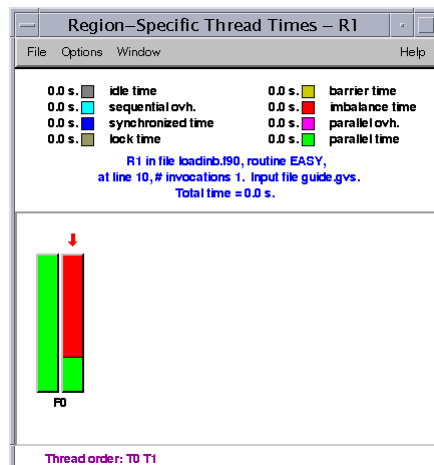 Region-Specific Thread Times - R1
File Options Window Help
0.0 s. idle time 0.0 s. barrier time
0.0 s. sequential ovh. 0.0 s. imbalance time
0.0 s. synchronized time 0.0 s. parallel ovh.
0.0 s. lock time 0.0 s. parallel time
R1 in file loadinb.f90, routine EASY,
at line 10, # invocations 1. Input file guide.gvs.
Total time = 0.0 s.
F0
Thread order: T0 T1